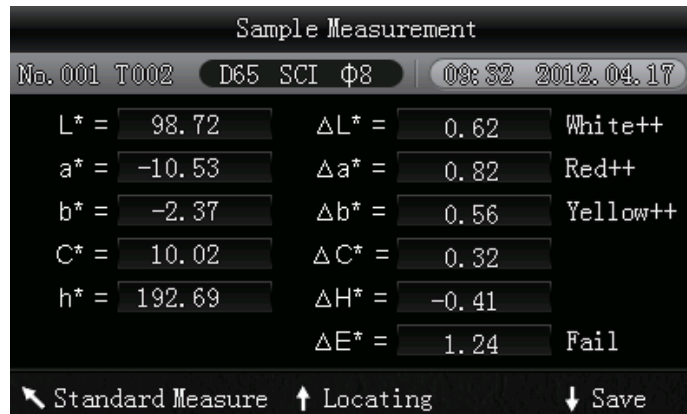 Sample Measurement
No.001 T002 D65 SCI Φ8 09:32 2012.04.17
L* = 98.72 ΔL* = 0.62 White++
a* = -10.53 Δa* = 0.82 Red++
b* = -2.37 Δb* = 0.56 Yellow++
C* = 10.02 ΔC* = 0.32
h* = 192.69 ΔH* = -0.41
ΔE* = 1.24 Fail
Standard Measure Locating Save